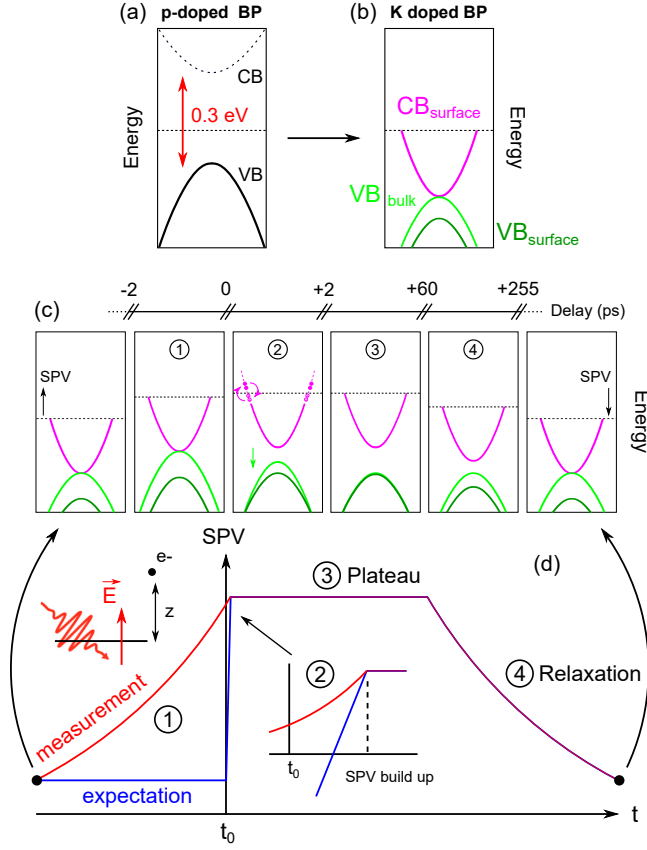 (a) p-doped BP
CB
0.3 eV
VB
Energy
(b) K doped BP
CB surface
VB bulk
VB surface
Energy
(c)
-2 0 +2 +60 +255
Delay (ps)
SPV
①
②
③
④
SPV
Energy
SPV
(d)
e-
E
z
③ Plateau
measurement
①
②
④ Relaxation
t0
SPV build up
expectation
t0
t